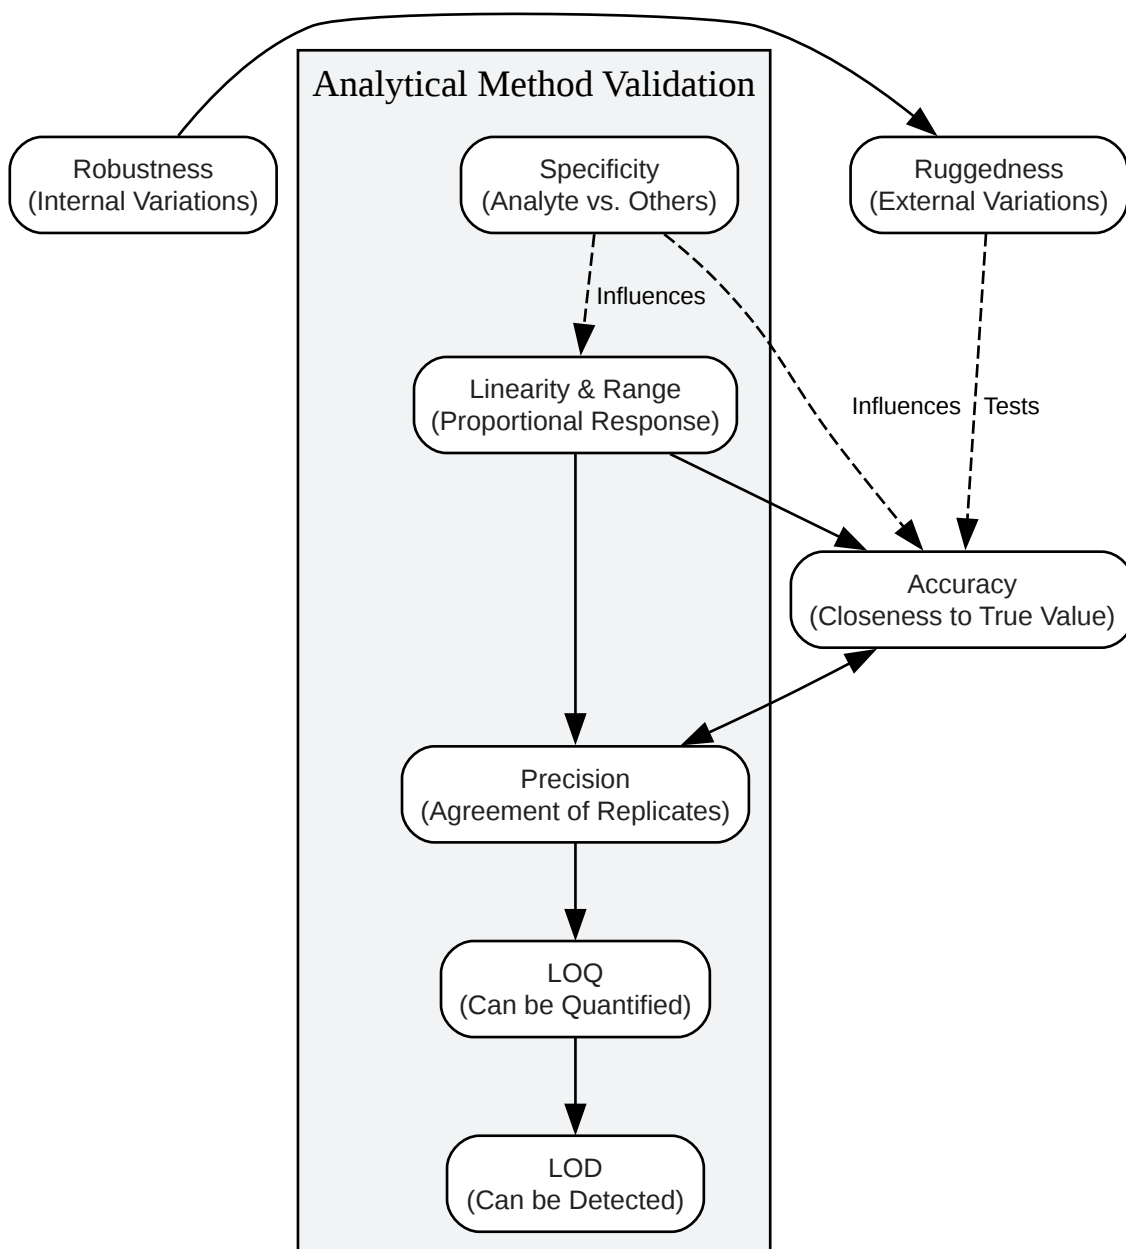 Analytical Method Validation
Robustness
(Internal Variations)
Specificity
(Analyte vs. Others)
Ruggedness
(External Variations)
Influences
Linearity & Range
(Proportional Response)
Influences
Tests
Accuracy
(Closeness to True Value)
Precision
(Agreement of Replicates)
LOQ
(Can be Quantified)
LOD
(Can be Detected)